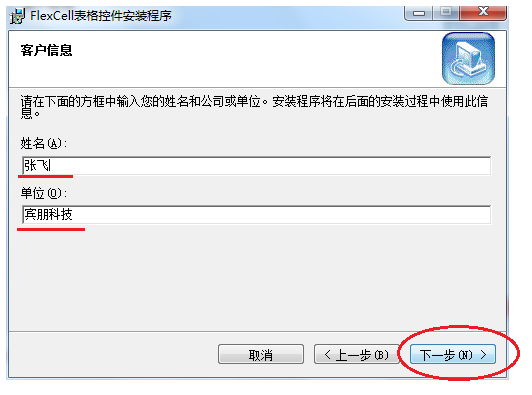 FlexCell表格控件安装程序
客户信息
请在下面的方框中输入您的姓名和公司或单位。安装程序将在后面的安装过程中使用此信
息。
姓名(A):
张飞
单位(O):
宾朋科技
取消
< 上一步(B)
下一步(N) >